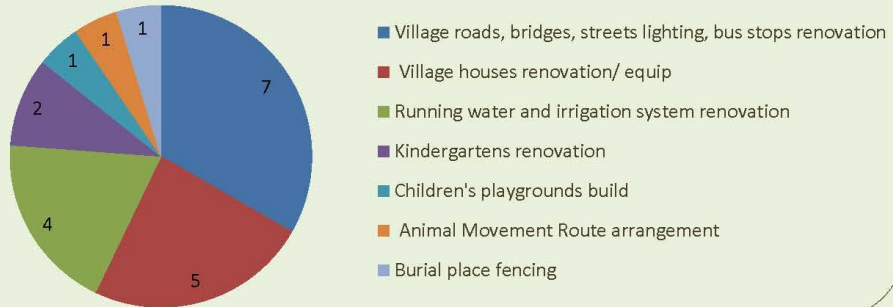 1
1
1
2
7
4
5
Village roads, bridges, streets lighting, bus stops renovation
Village houses renovation/ equip
Running water and irrigation system renovation
Kindergartens renovation
Children's playgrounds build
Animal Movement Route arrangement
Burial place fencing